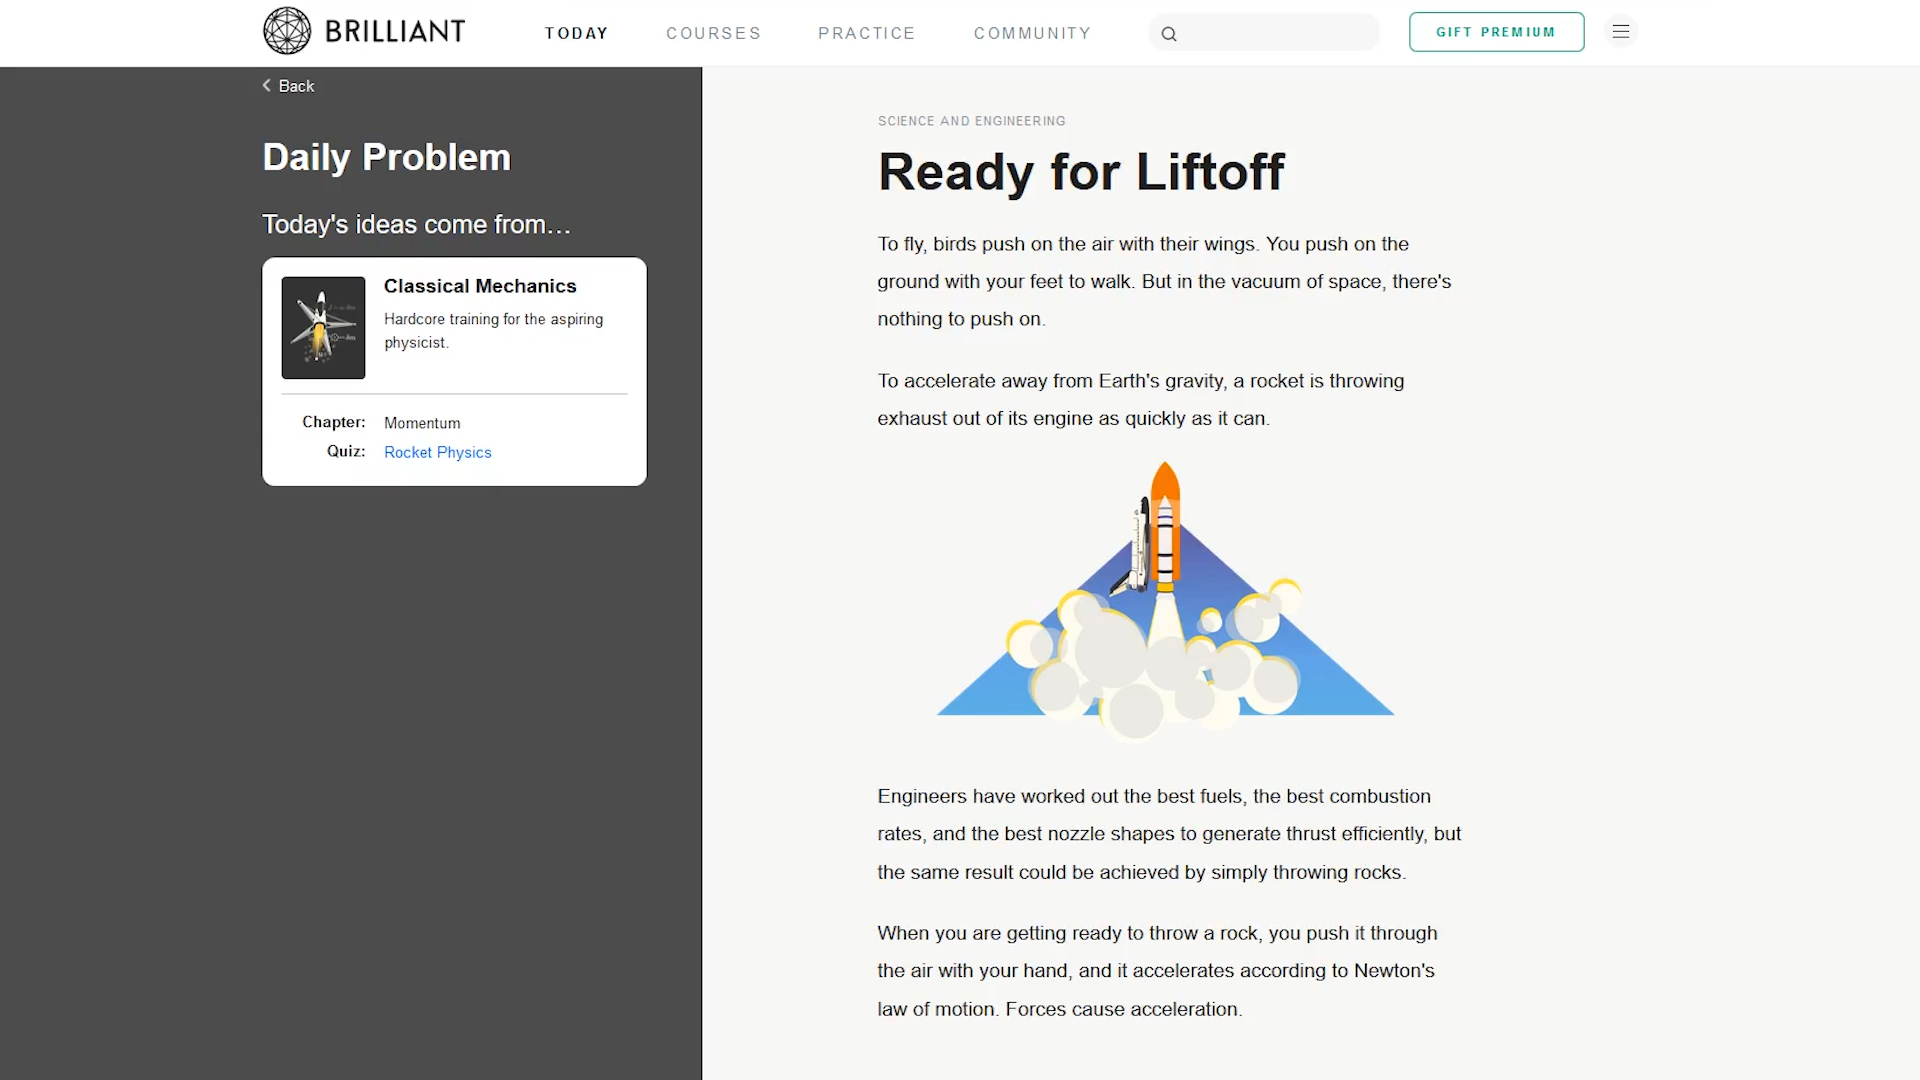 BRILLIANT
TODAY
COURSES
PRACTICE
COMMUNITY
GIFT PREMIUM
Back
Daily Problem
Today's ideas come from…
Classical Mechanics
Hardcore training for the aspiring
physicist.
Chapter: Momentum
Quiz: Rocket Physics
SCIENCE AND ENGINEERING
Ready for Liftoff
To fly, birds push on the air with their wings. You push on the
ground with your feet to walk. But in the vacuum of space, there's
nothing to push on.
To accelerate away from Earth's gravity, a rocket is throwing
exhaust out of its engine as quickly as it can.
Engineers have worked out the best fuels, the best combustion
rates, and the best nozzle shapes to generate thrust efficiently, but
the same result could be achieved by simply throwing rocks.
When you are getting ready to throw a rock, you push it through
the air with your hand, and it accelerates according to Newton's
law of motion. Forces cause acceleration.